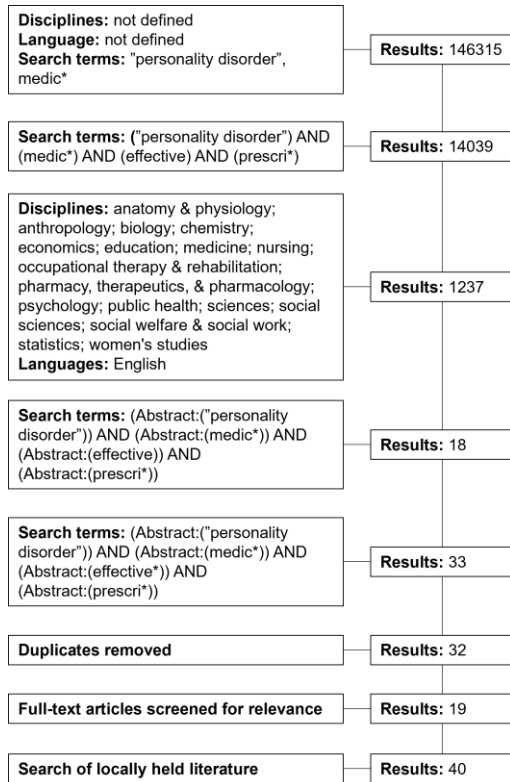 Disciplines: not defined
Language: not defined
Search terms: ”personality disorder”,
medic*
Results: 146315
Search terms: (”personality disorder”) AND
(medic*) AND (effective) AND (prescri*)
Results: 14039
Disciplines: anatomy & physiology;
anthropology; biology; chemistry;
economics; education; medicine; nursing;
occupational therapy & rehabilitation;
pharmacy, therapeutics, & pharmacology;
psychology; public health; sciences; social
sciences; social welfare & social work;
statistics; women's studies
Languages: English
Results: 1237
Search terms: (Abstract:(”personality
disorder”)) AND (Abstract:(medic*)) AND
(Abstract:(effective)) AND
(Abstract:(prescri*))
Results: 18
Search terms: (Abstract:(”personality
disorder”)) AND (Abstract:(medic*)) AND
(Abstract:(effective*)) AND
(Abstract:(prescri*))
Results: 33
Duplicates removed
Results: 32
Full-text articles screened for relevance
Results: 19
Search of locally held literature
Results: 40